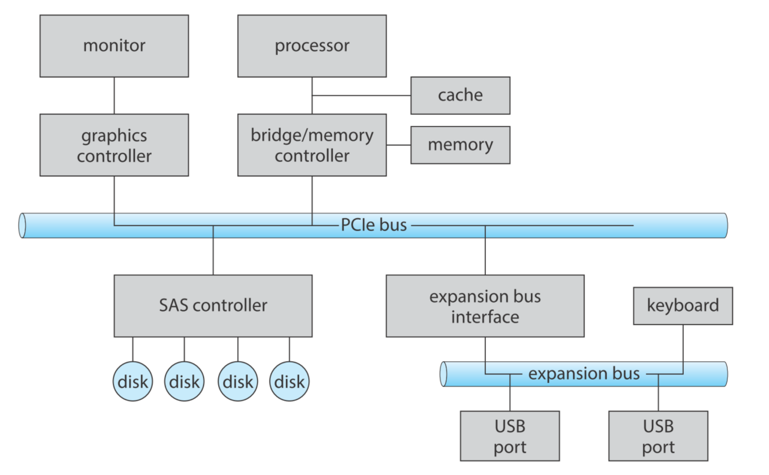 monitor
processor
cache
graphics
controller
bridge/memory
controller
memory
PCIe bus
SAS controller
expansion bus
interface
keyboard
disk
disk
disk
disk
expansion bus
USB
port
USB
port